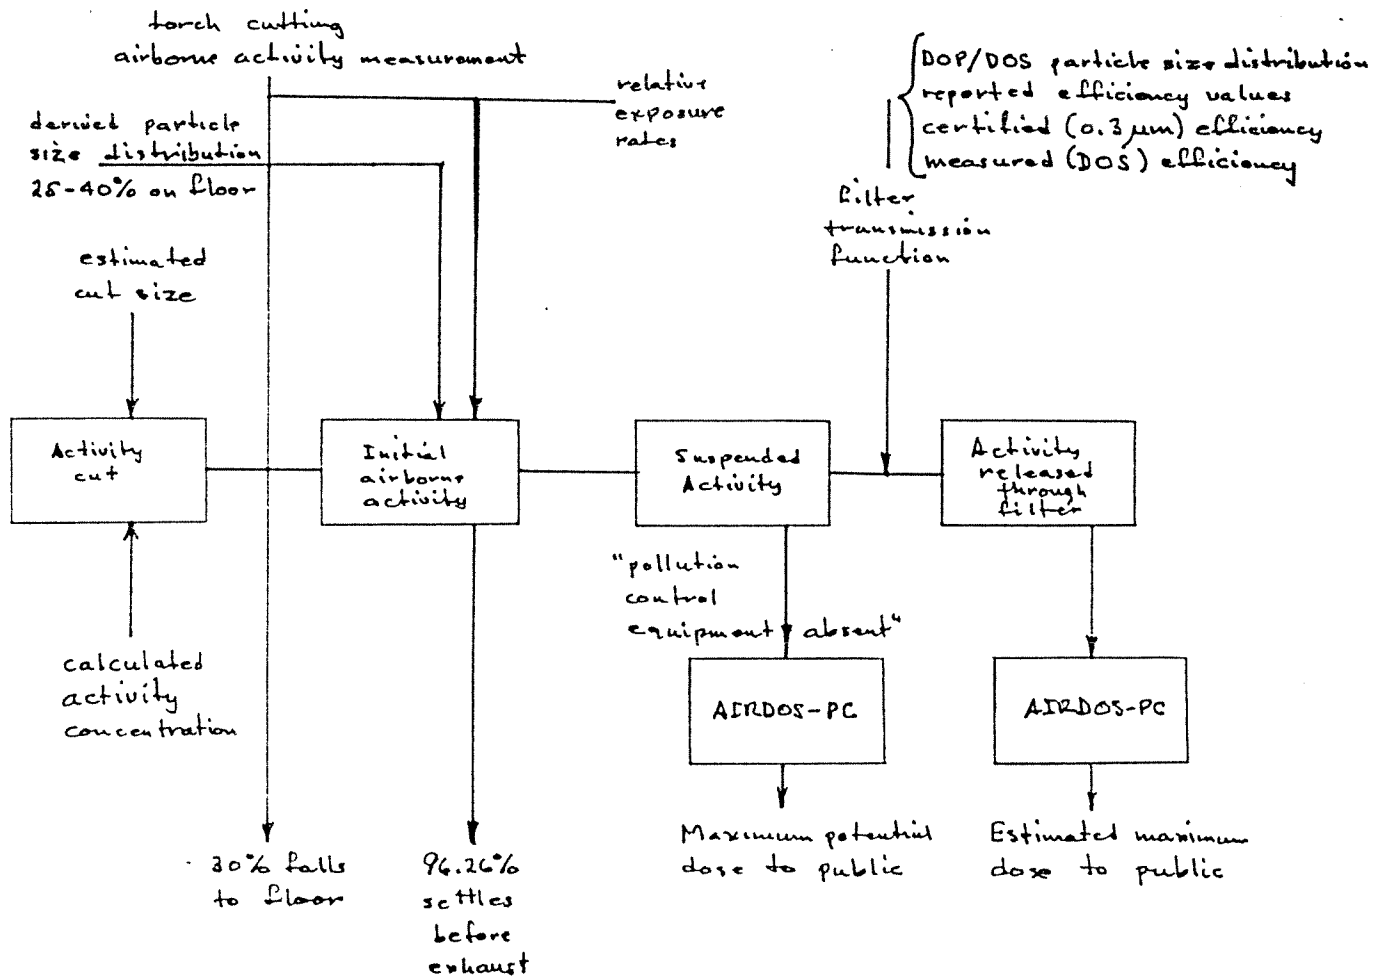 torch cutting
airborne activity measurement
relative
exposure
rates
derived particle
size distribution
25-40% on floor
estimated
cut size
DOP/DOS particle size distribution
reported efficiency values
certified (0.3 µm) efficiency
measured (DOS) efficiency
filter
transmission
function
Activity
cut
Initial
airborne
activity
Suspended
Activity
Activity
released
through
filter
calculated
activity
concentration
"pollution
control
equipment absent"
AIRDOS-PC
AIRDOS-PC
30% falls
to floor
96.26%
settles
before
exhaust
Maximum potential
dose to public
Estimated maximum
dose to public